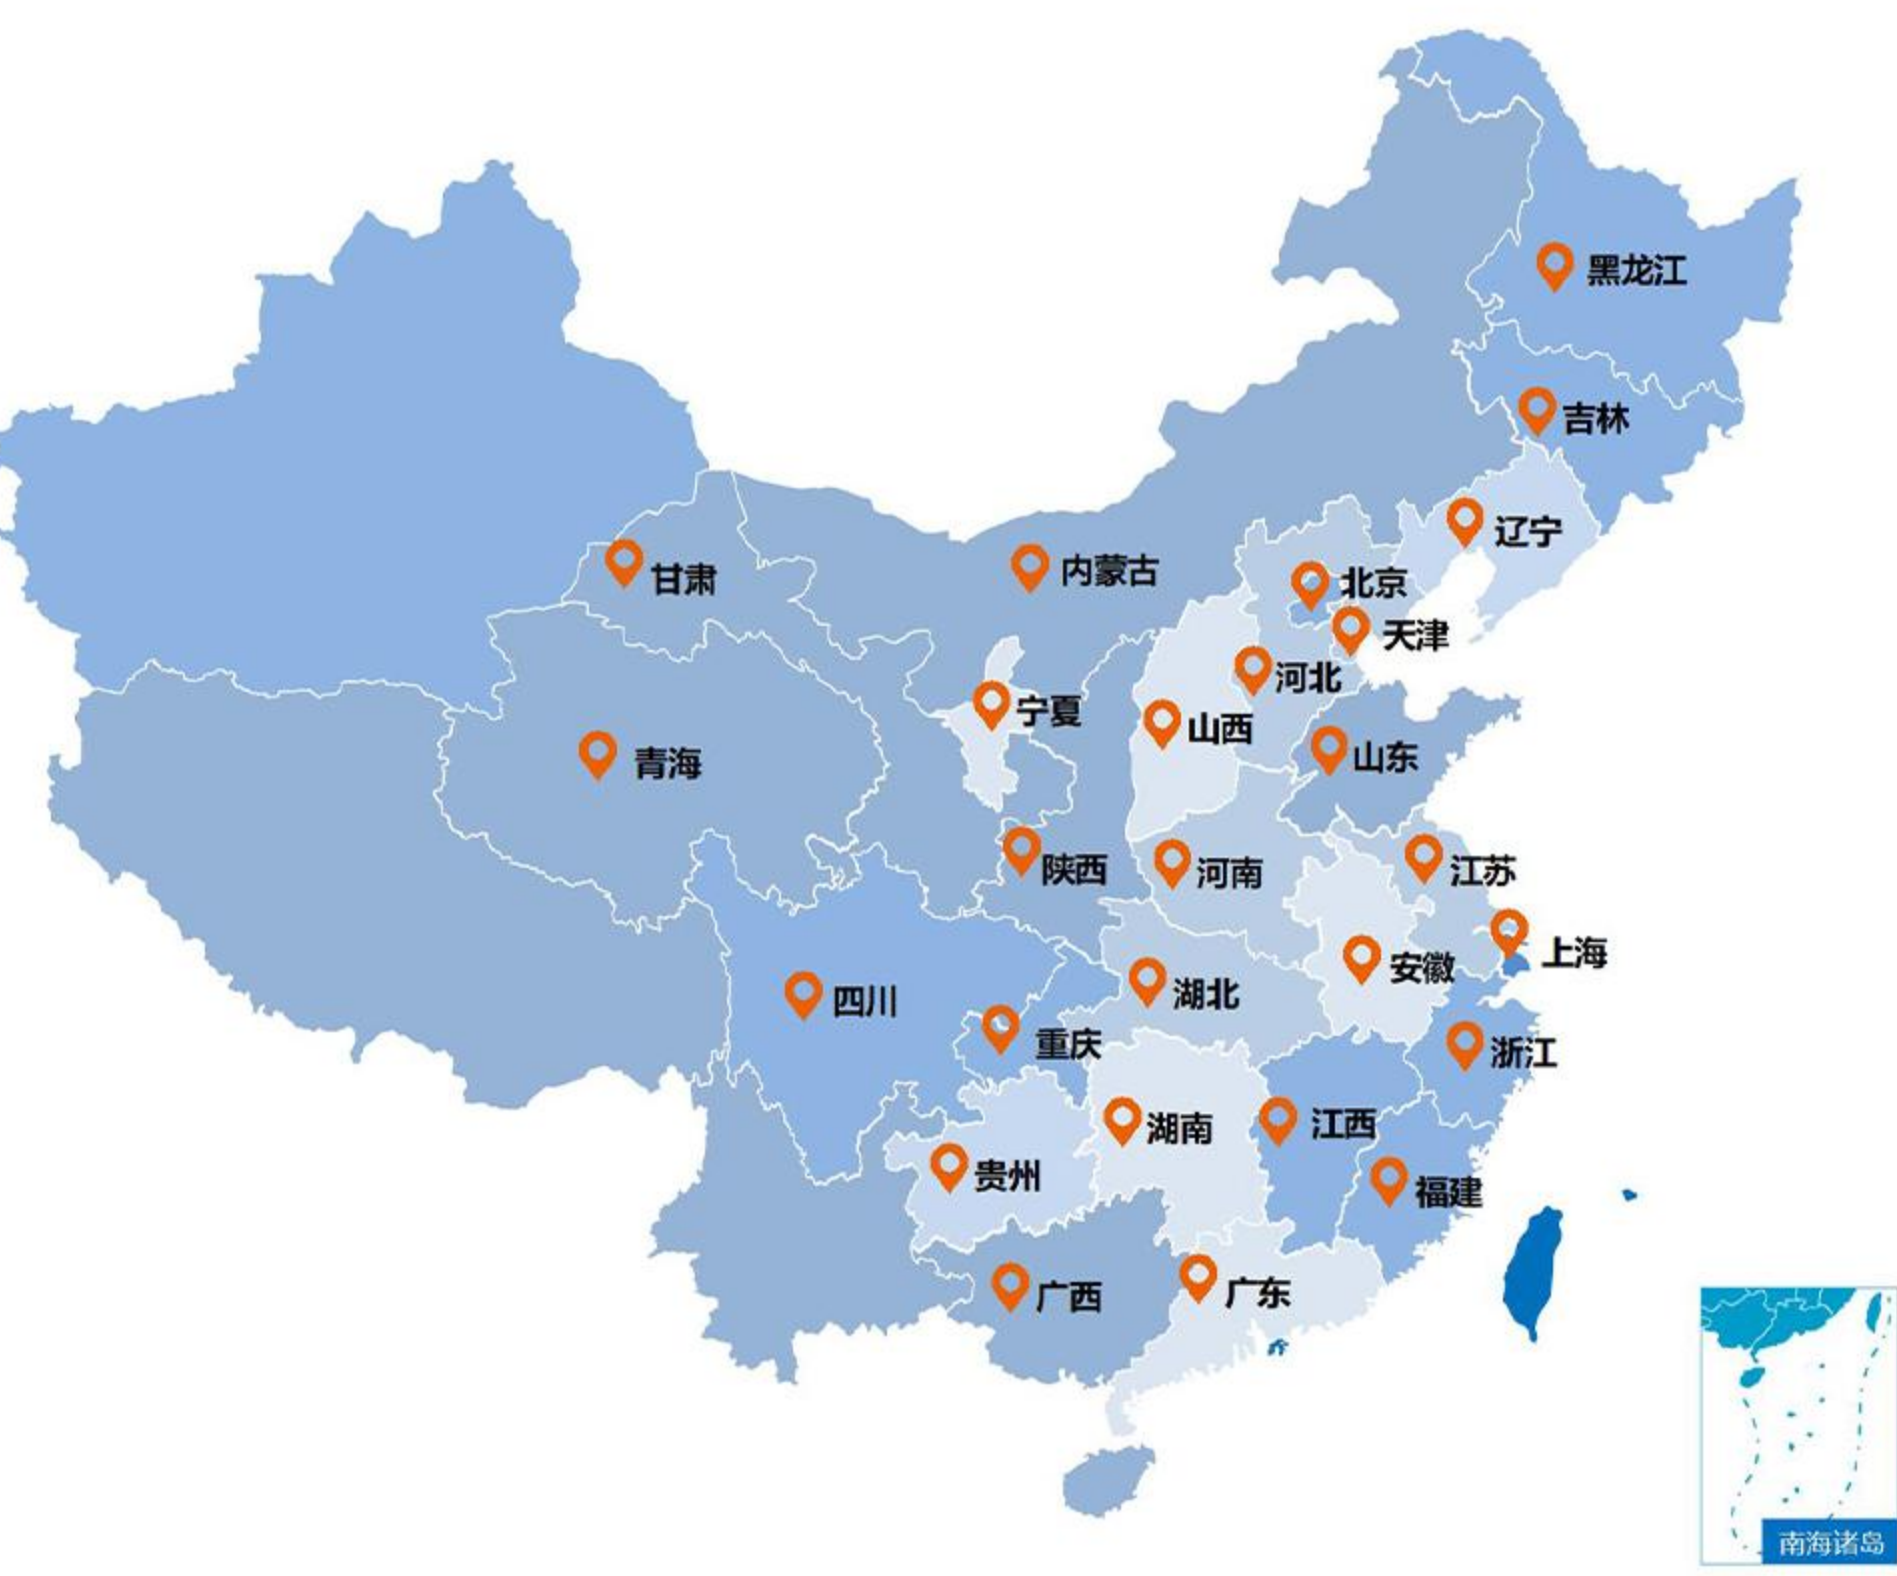 黑龙江
吉林
辽宁
内蒙古
甘肃
北京
天津
河北
宁夏
山西
山东
青海
陕西
河南
江苏
上海
安徽
湖北
四川
重庆
浙江
湖南
江西
贵州
福建
广西
广东
南海诸岛